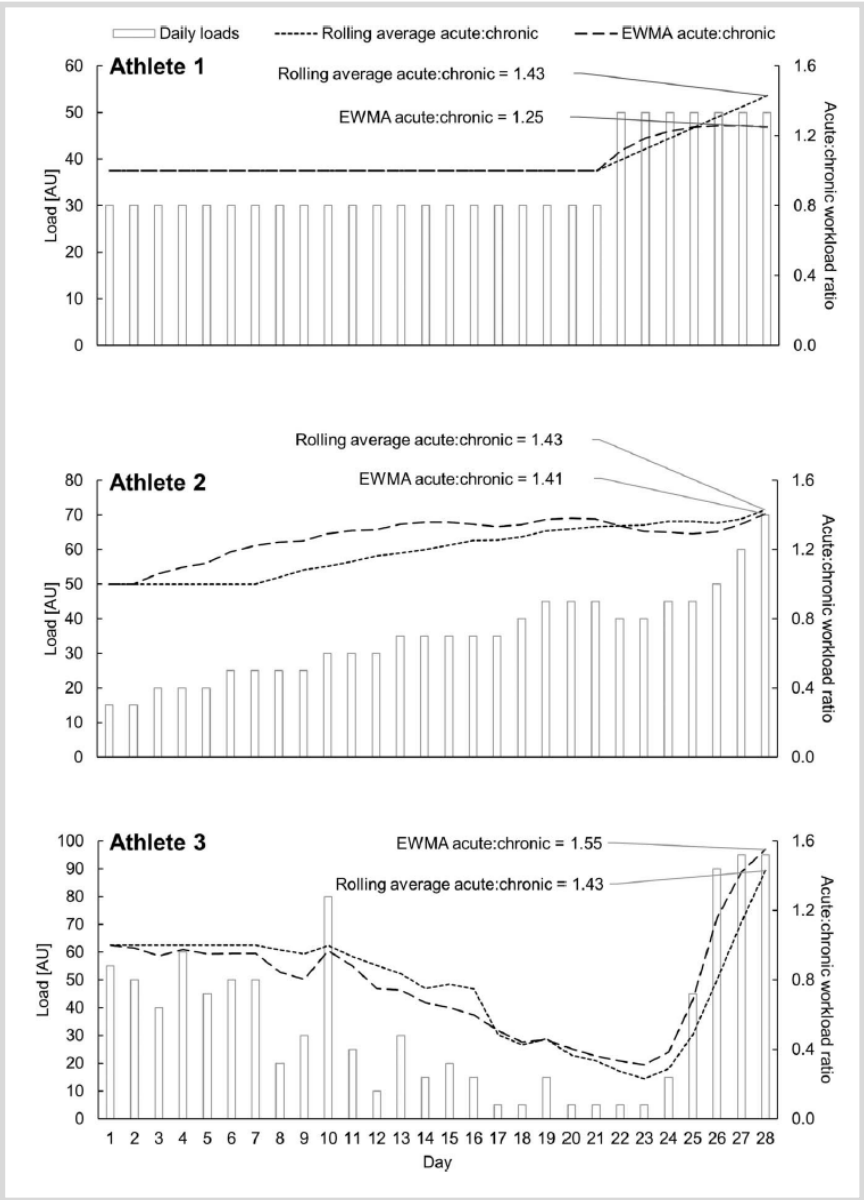 Daily loads Rolling average acute:chronic EWMA acute:chronic
Athlete 1
Rolling average acute:chronic = 1.43
EWMA acute:chronic = 1.25
60
50
40
30
20
10
0
Load [AU]
1.6
1.2
0.8
0.4
0.0
Acute:chronic workload ratio
Rolling average acute:chronic = 1.43
EWMA acute:chronic = 1.41
Athlete 2
80
70
60
50
40
30
20
10
0
Load [AU]
1.6
1.2
0.8
0.4
0.0
Acute:chronic workload ratio
Athlete 3
EWMA acute:chronic = 1.55
Rolling average acute:chronic = 1.43
100
90
80
70
60
50
40
30
20
10
0
Load [AU]
1.6
1.2
0.8
0.4
0.0
Acute:chronic workload ratio
1 2 3 4 5 6 7 8 9 10 11 12 13 14 15 16 17 18 19 20 21 22 23 24 25 26 27 28
Day